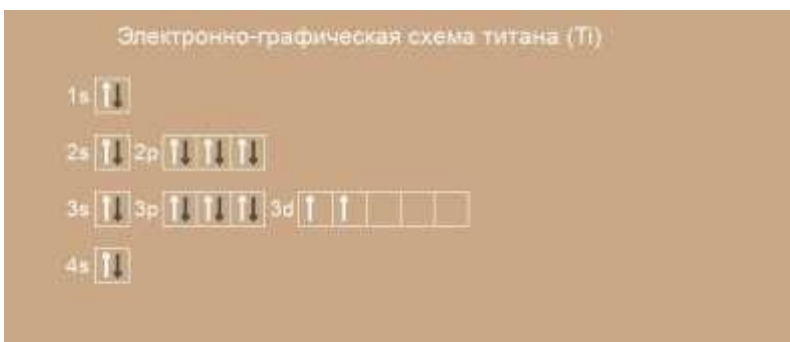 Электронно-графическая схема титана (Ti)
1s
2s 2p
3s 3p 3d
4s